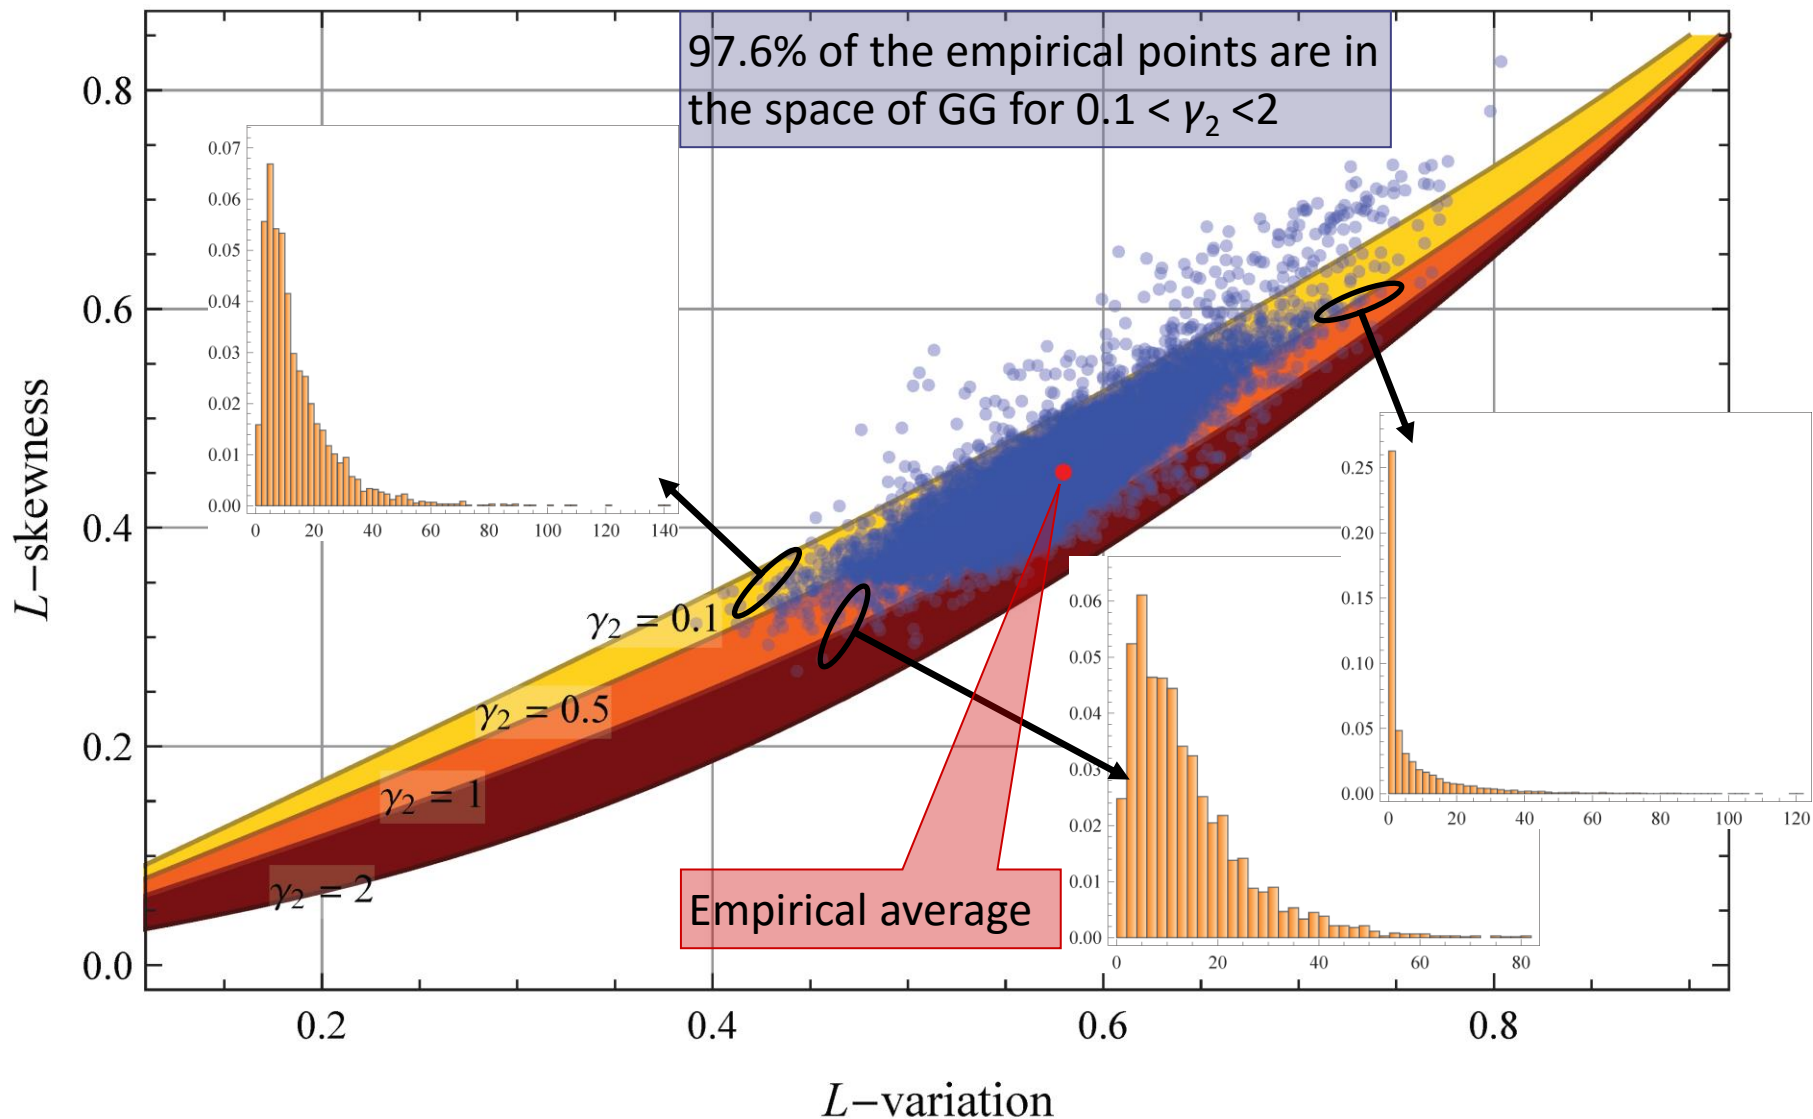 97.6% of the empirical points are in
the space of GG for 0.1 < γ2 <2
L−skewness
0.8
0.6
0.4
0.2
0.0
0.07
0.06
0.05
0.04
0.03
0.02
0.01
0.00
0 20 40 60 80 100 120 140
γ2 = 0.1
γ2 = 0.5
γ2 = 1
γ2 = 2
0.25
0.20
0.15
0.10
0.05
0.00
0 20 40 60 80 100 120
0.06
0.05
0.04
0.03
0.02
0.01
0.00
0 20 40 60 80
Empirical average
0.2 0.4 0.6 0.8
L−variation